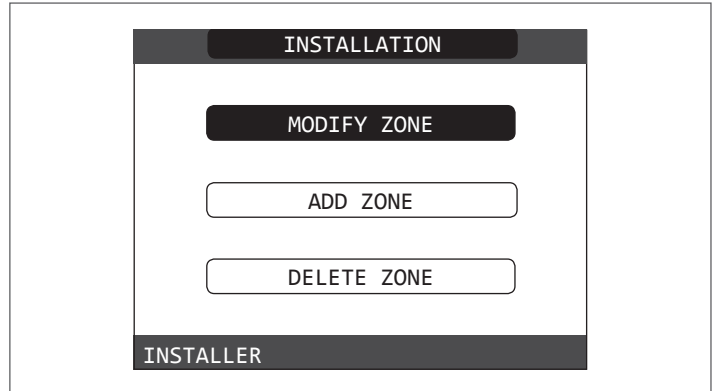 INSTALLATION
MODIFY ZONE
ADD ZONE
DELETE ZONE
INSTALLER